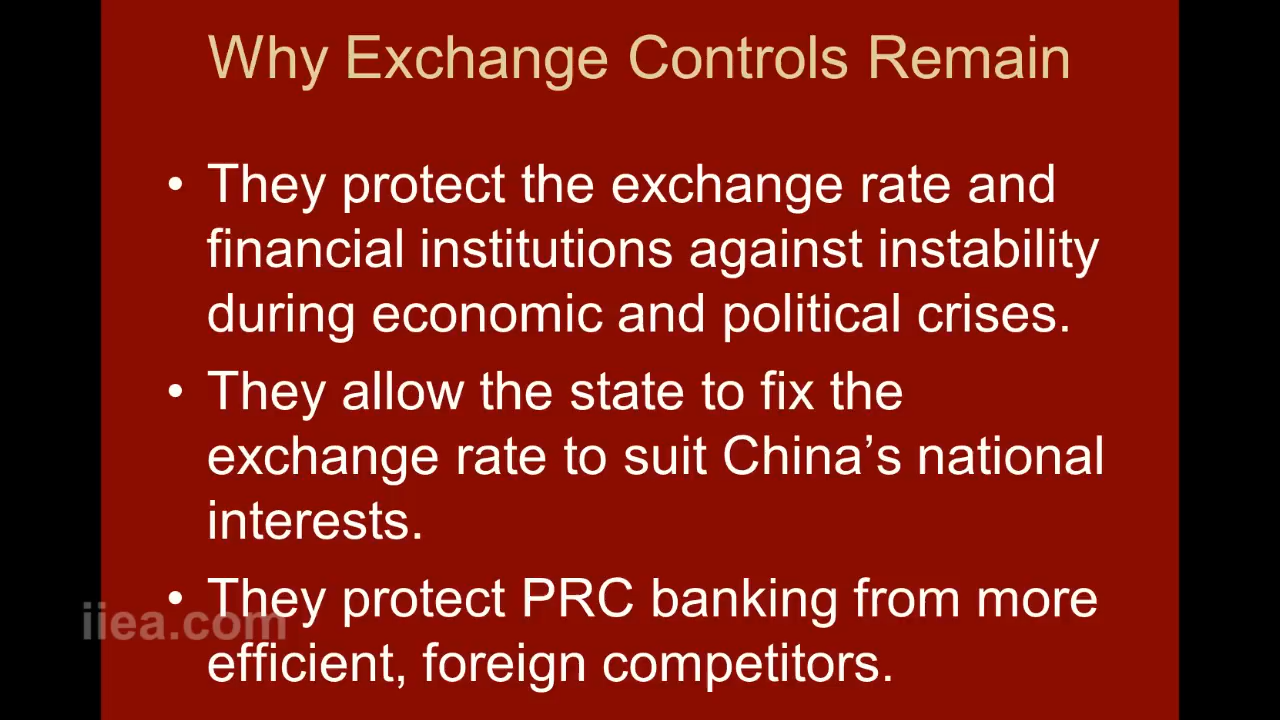 Why Exchange Controls Remain
• They protect the exchange rate and
financial institutions against instability
during economic and political crises.
• They allow the state to fix the
exchange rate to suit China’s national
interests.
• They protect PRC banking from more
iiea.com
efficient, foreign competitors.